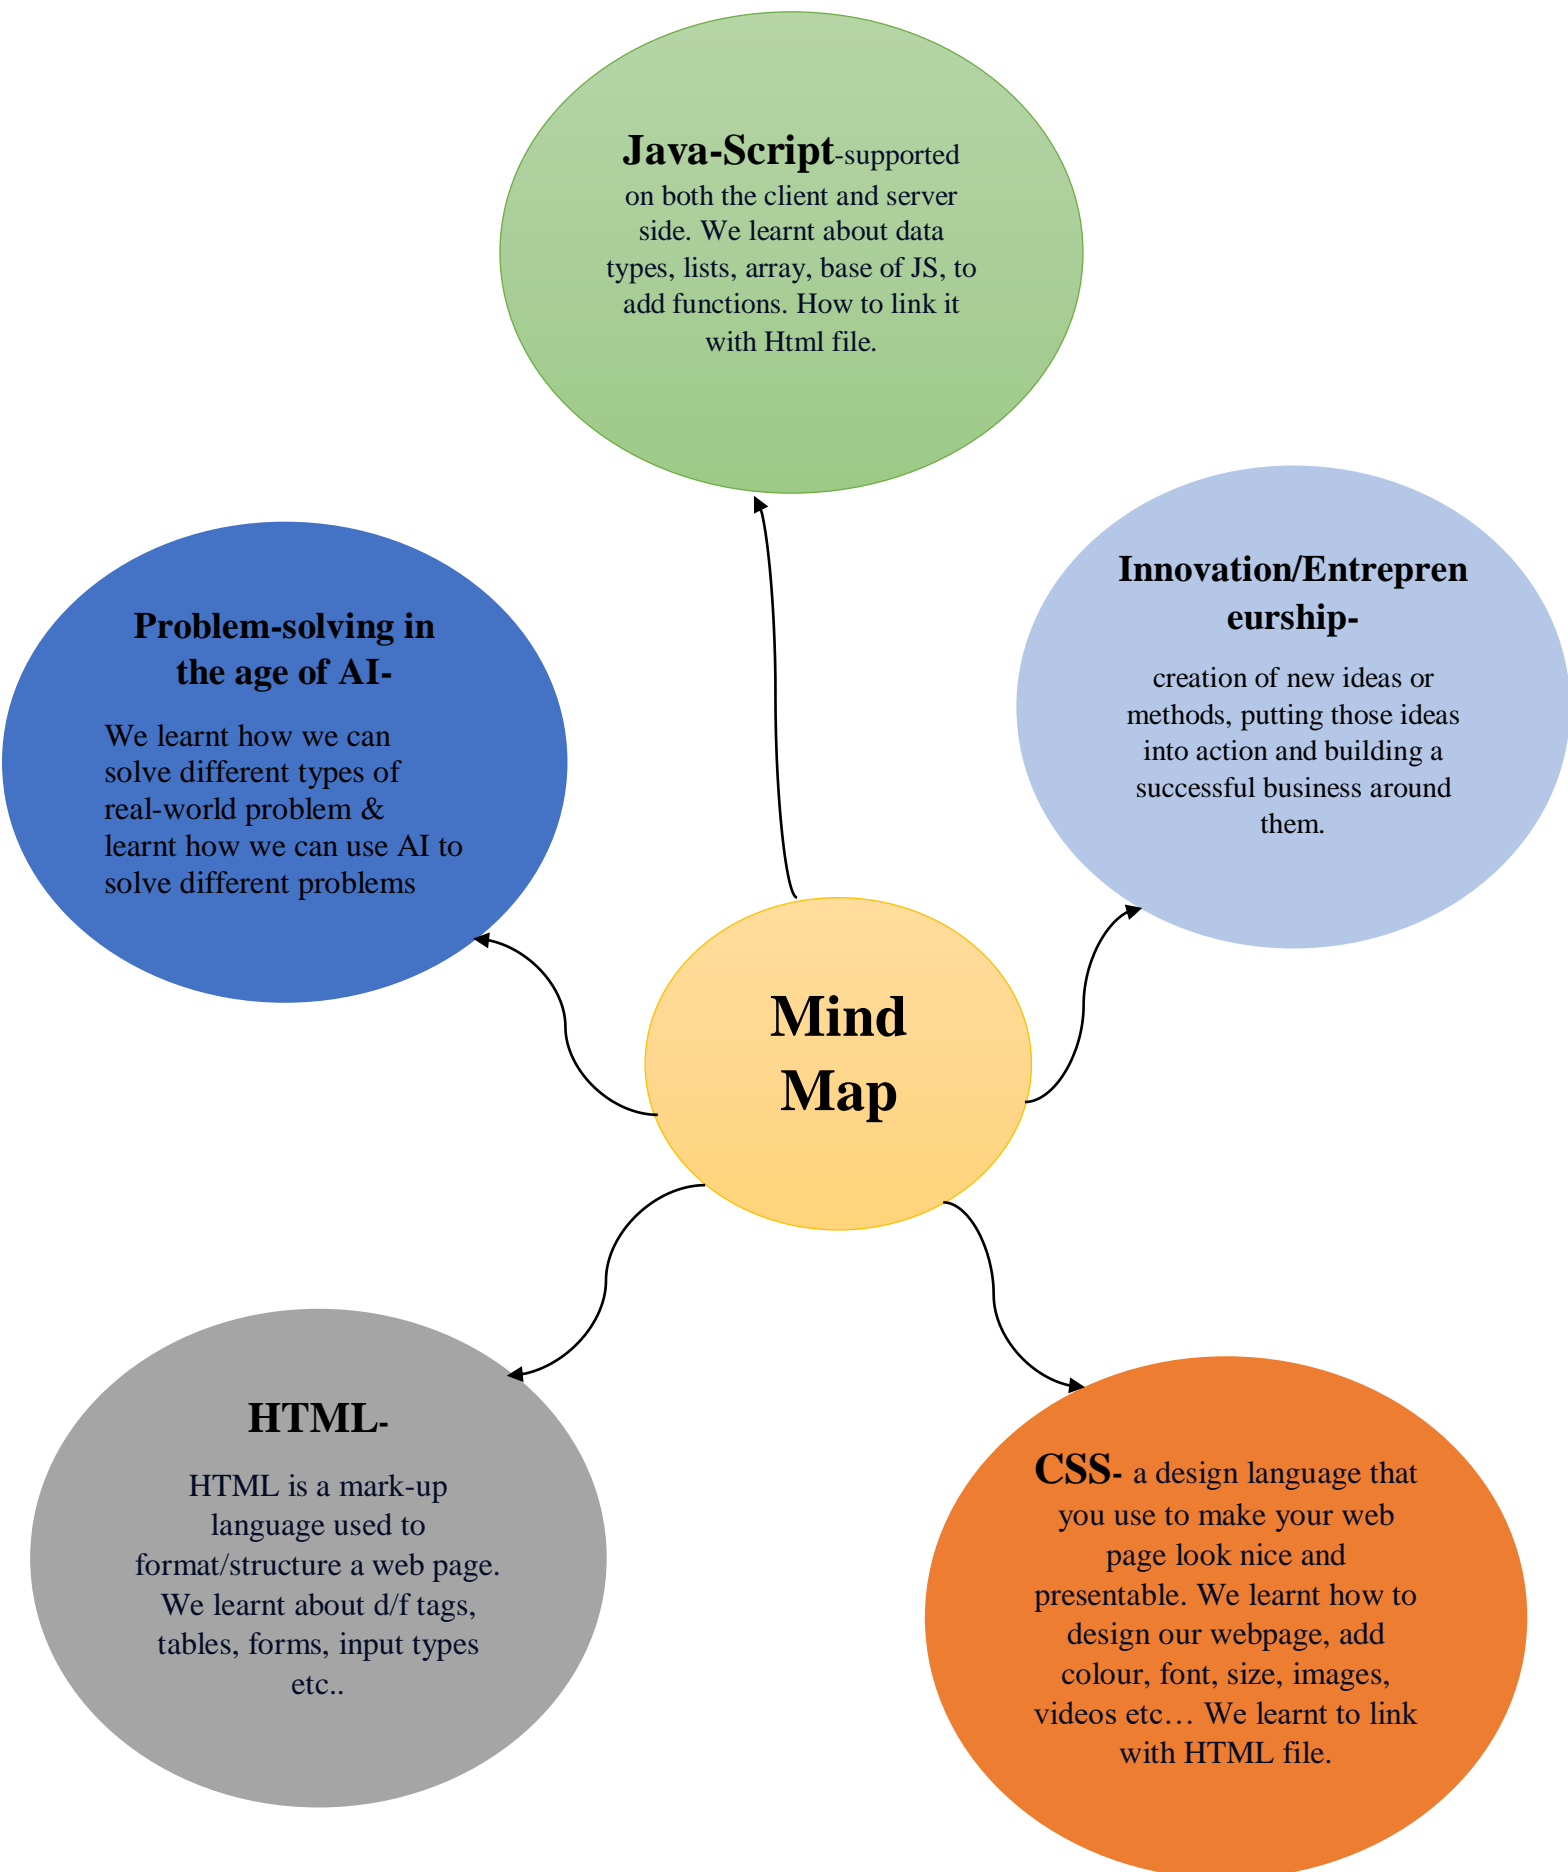 Java-Script-supported
on both the client and server
side. We learnt about data
types, lists, array, base of JS, to
add functions. How to link it
with Html file.
Innovation/Entrepren
eurship-
creation of new ideas or
methods, putting those ideas
into action and building a
successful business around
them.
Problem-solving in
the age of AI-
We learnt how we can
solve different types of
real-world problem &
learnt how we can use AI to
solve different problems
Mind
Map
HTML-
HTML is a mark-up
language used to
format/structure a web page.
We learnt about d/f tags,
tables, forms, input types
etc..
CSS- a design language that
you use to make your web
page look nice and
presentable. We learnt how to
design our webpage, add
colour, font, size, images,
videos etc… We learnt to link
with HTML file.